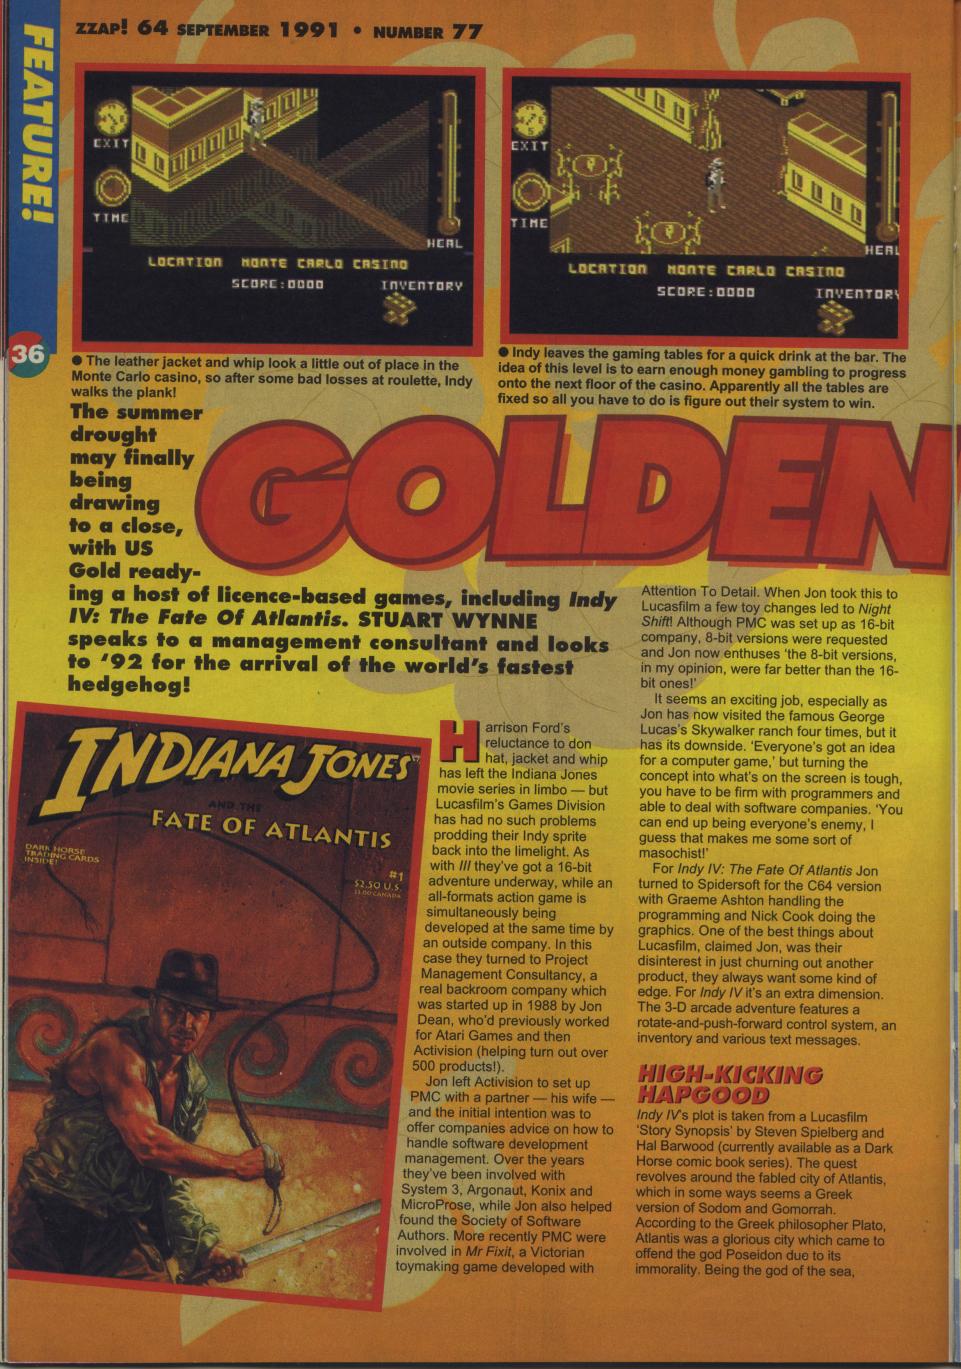 ZZAP! 64 SEPTEMBER 1991 • NUMBER 77
FEATURE!
36
EXIT
TIME
HEAL
LOCATION MONTE CARLO CASINO
SCORE:0000
INVENTORY
EXIT
TIME
HEAL
LOCATION MONTE CARLO CASINO
SCORE:0000
INVENTORY
● The leather jacket and whip look a little out of place in the
Monte Carlo casino, so after some bad losses at roulette, Indy
walks the plank!
● Indy leaves the gaming tables for a quick drink at the bar. The
idea of this level is to earn enough money gambling to progress
onto the next floor of the casino. Apparently all the tables are
fixed so all you have to do is figure out their system to win.
GOLDEN
The summer
drought
may finally
being
drawing
to a close,
with US
Gold ready-
ing a host of licence-based games, including Indy
IV: The Fate Of Atlantis. STUART WYNNE
speaks to a management consultant and looks
to '92 for the arrival of the world's fastest
hedgehog!
INDIANA JONES
AND THE
FATE OF ATLANTIS
DARK HORSE
TRADING CARDS
INSIDE!
#1
$2.50 U.S.
Harrison Ford's
reluctance to don
hat, jacket and whip
has left the Indiana Jones
movie series in limbo — but
Lucasfilm's Games Division
has had no such problems
prodding their Indy sprite
back into the limelight. As
with III they've got a 16-bit
adventure underway, while an
all-formats action game is
simultaneously being
developed at the same time by
an outside company. In this
case they turned to Project
Management Consultancy, a
real backroom company which
was started up in 1988 by Jon
Dean, who'd previously worked
for Atari Games and then
Activision (helping turn out over
500 products!).
Jon left Activision to set up
PMC with a partner — his wife —
and the initial intention was to
offer companies advice on how to
handle software development
management. Over the years
they've been involved with
System 3, Argonaut, Konix and
MicroProse, while Jon also helped
found the Society of Software
Authors. More recently PMC were
involved in Mr Fixit, a Victorian
toymaking game developed with
Attention To Detail. When Jon took this to
Lucasfilm a few toy changes led to Night
Shift! Although PMC was set up as 16-bit
company, 8-bit versions were requested
and Jon now enthuses 'the 8-bit versions,
in my opinion, were far better than the 16-
bit ones!'
It seems an exciting job, especially as
Jon has now visited the famous George
Lucas's Skywalker ranch four times, but it
has its downside. 'Everyone's got an idea
for a computer game,' but turning the
concept into what's on the screen is tough,
you have to be firm with programmers and
able to deal with software companies. 'You
can end up being everyone's enemy, I
guess that makes me some sort of
masochist!'
For Indy IV: The Fate Of Atlantis Jon
turned to Spidersoft for the C64 version
with Graeme Ashton handling the
programming and Nick Cook doing the
graphics. One of the best things about
Lucasfilm, claimed Jon, was their
disinterest in just churning out another
product, they always want some kind of
edge. For Indy IV it's an extra dimension.
The 3-D arcade adventure features a
rotate-and-push-forward control system, an
inventory and various text messages.
HIGH-KICKING
HAPGOOD
Indy IV's plot is taken from a Lucasfilm
'Story Synopsis' by Steven Spielberg and
Hal Barwood (currently available as a Dark
Horse comic book series). The quest
revolves around the fabled city of Atlantis,
which in some ways seems a Greek
version of Sodom and Gomorrah.
According to the Greek philosopher Plato,
Atlantis was a glorious city which came to
offend the god Poseidon due to its
immorality. Being the god of the sea,